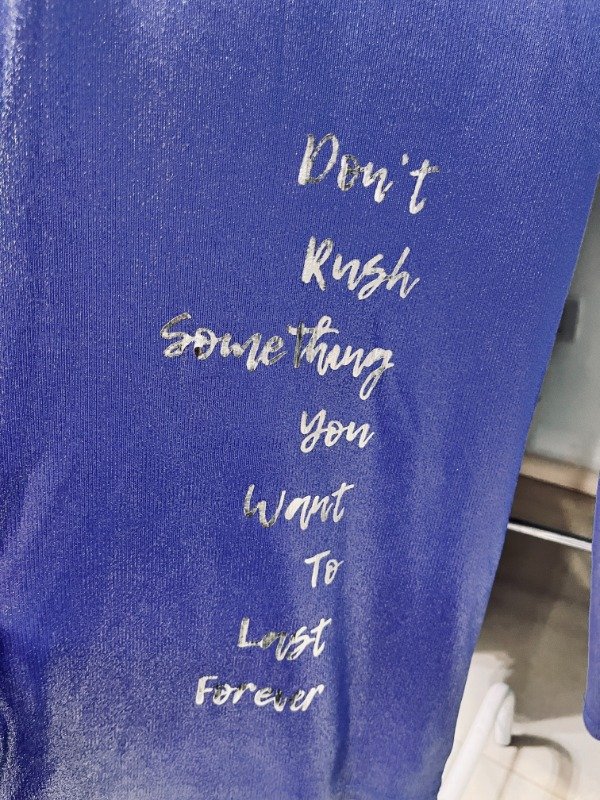 Don't
Rush
Something
You
Want
To
Last
Forever